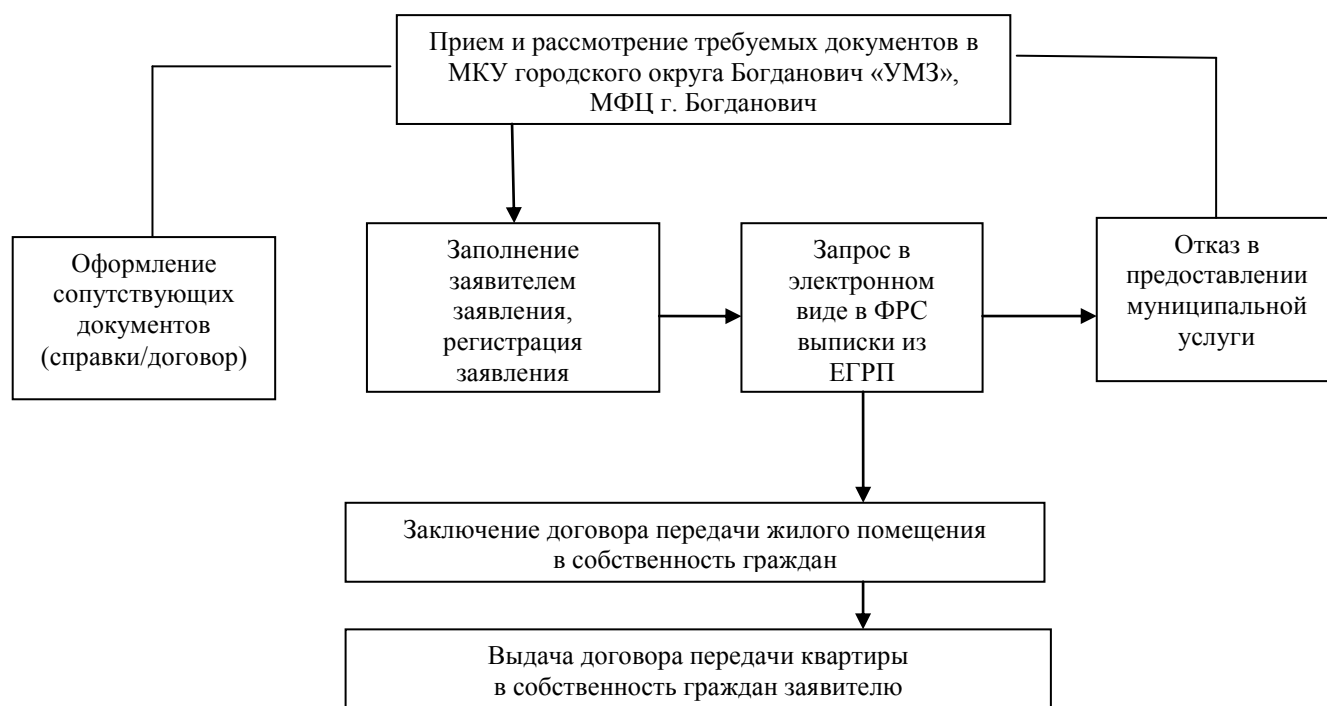 Прием и рассмотрение требуемых документов в
МКУ городского округа Богданович «УМЗ»,
МФЦ г. Богданович
Оформление
сопутствующих
документов
(справки/договор)
Заполнение
заявителем
заявления,
регистрация
заявления
Запрос в
электронном
виде в ФРС
выписки из
ЕГРП
Отказ в
предоставлении
муниципальной
услуги
Заключение договора передачи жилого помещения
в собственность граждан
Выдача договора передачи квартиры
в собственность граждан заявителю